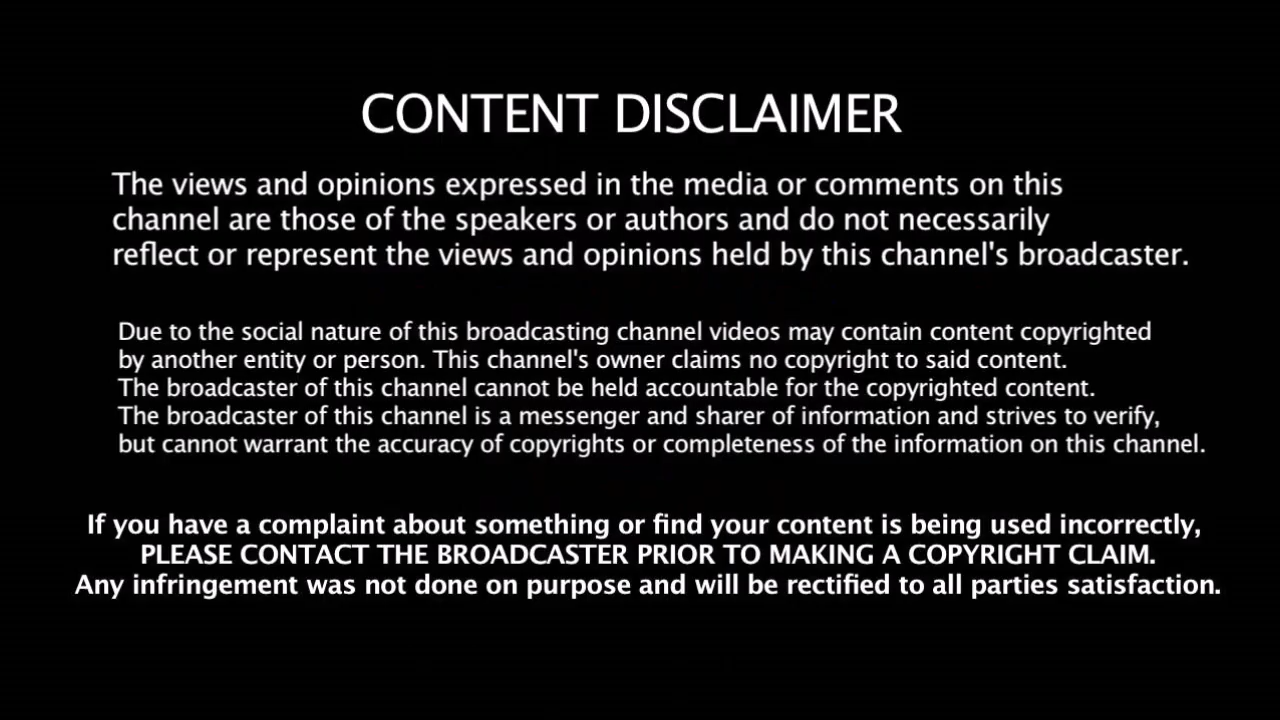 CONTENT DISCLAIMER
The views and opinions expressed in the media or comments on this
channel are those of the speakers or authors and do not necessarily
reflect or represent the views and opinions held by this channel's broadcaster.
Due to the social nature of this broadcasting channel videos may contain content copyrighted
by another entity or person. This channel's owner claims no copyright to said content.
The broadcaster of this channel cannot be held accountable for the copyrighted content.
The broadcaster of this channel is a messenger and sharer of information and strives to verify,
but cannot warrant the accuracy of copyrights or completeness of the information on this channel.
If you have a complaint about something or find your content is being used incorrectly,
PLEASE CONTACT THE BROADCASTER PRIOR TO MAKING A COPYRIGHT CLAIM.
Any infringement was not done on purpose and will be rectified to all parties satisfaction.